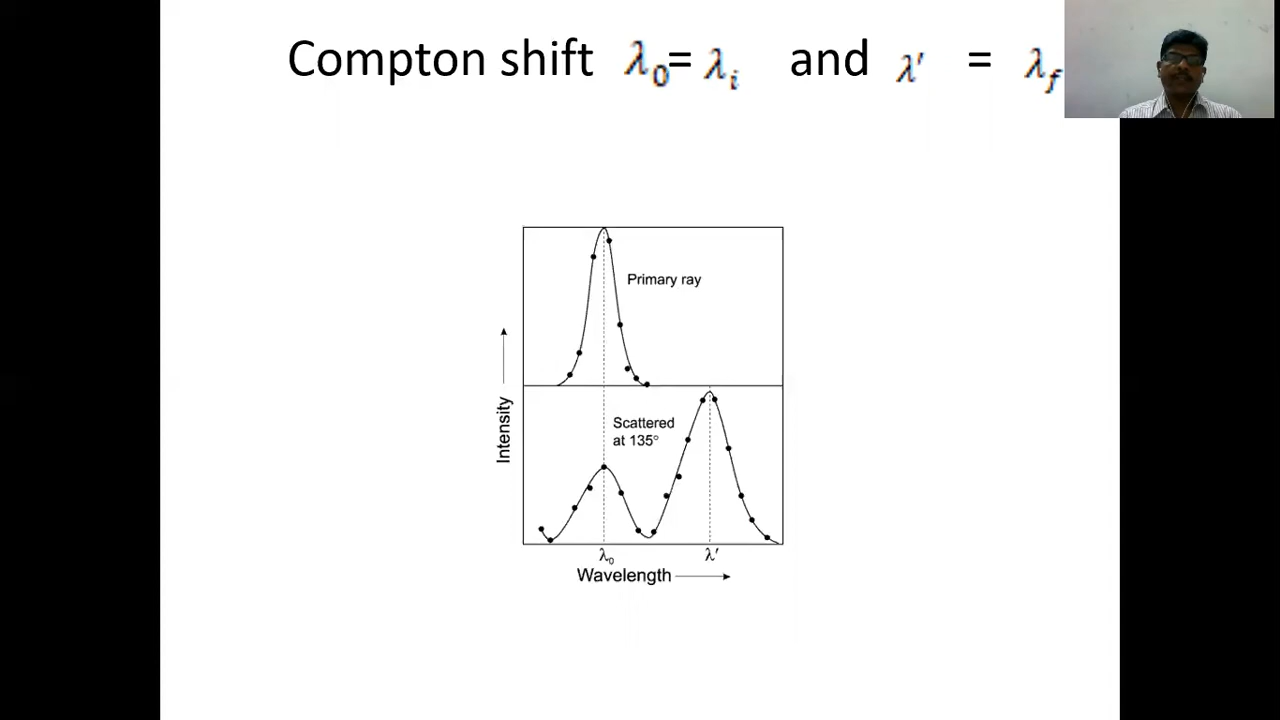 Compton shift λ₀= λᵢ and λ′ = λ_f
Primary ray
Scattered
at 135°
Intensity
λ₀ λ′
Wavelength